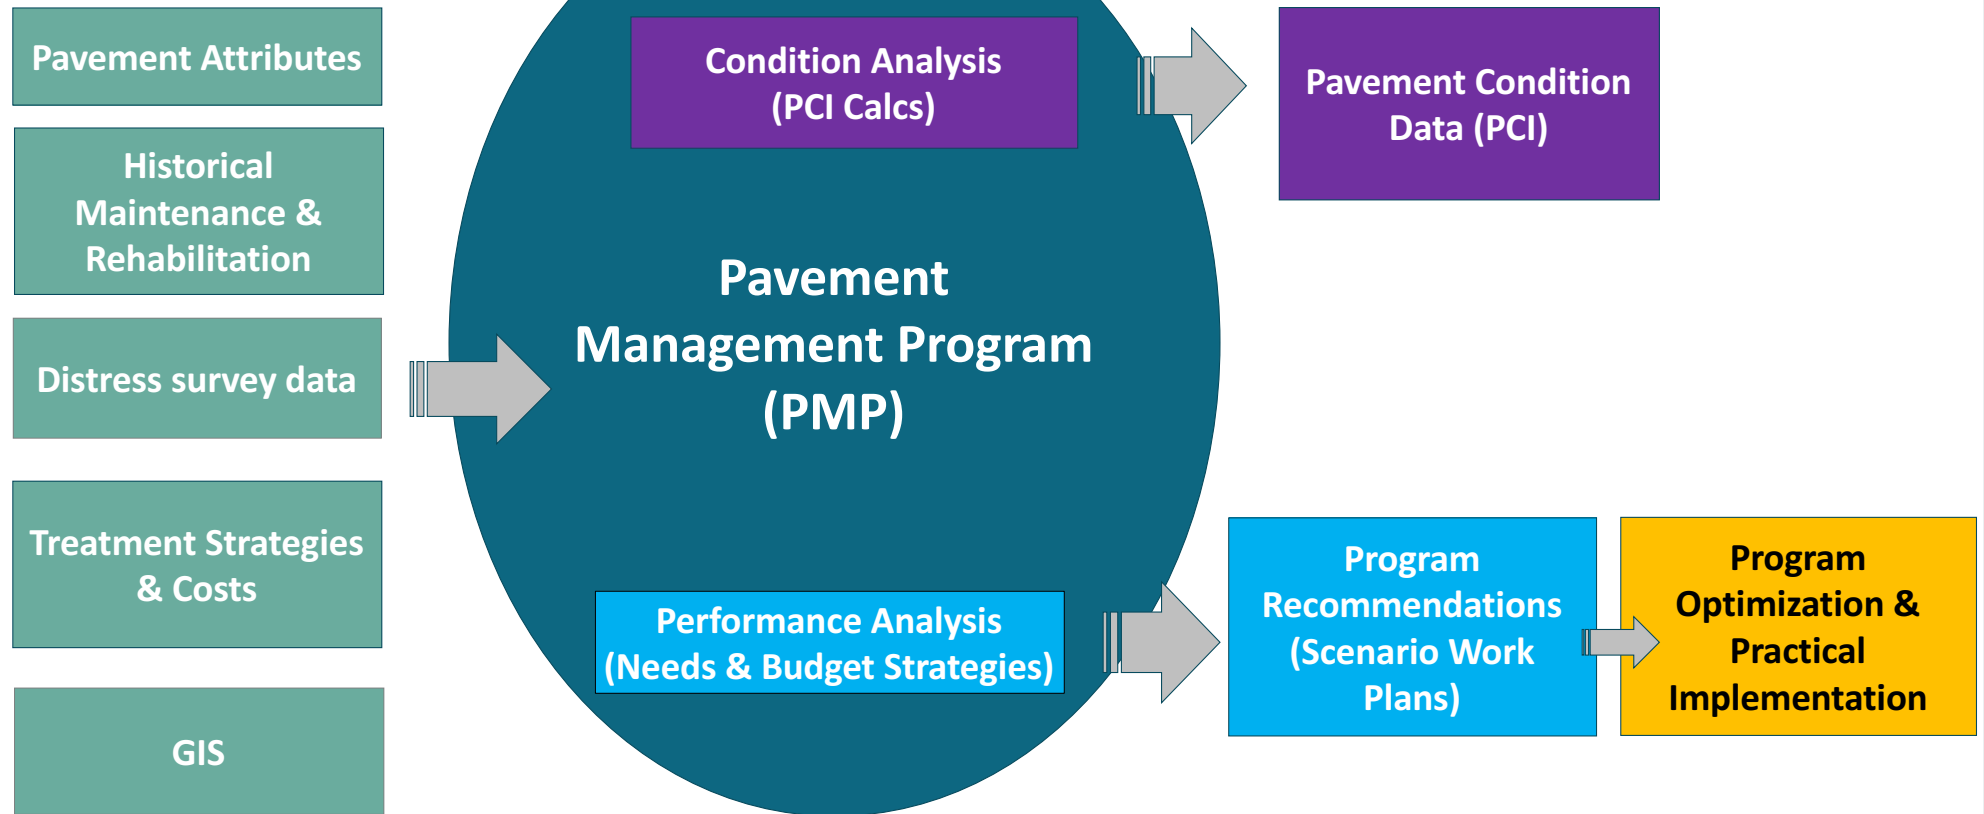 Pavement Attributes
Historical
Maintenance &
Rehabilitation
Distress survey data
Treatment Strategies
& Costs
GIS
Condition Analysis
(PCI Calcs)
Pavement
Management Program
(PMP)
Performance Analysis
(Needs & Budget Strategies)
Pavement Condition
Data (PCI)
Program
Recommendations
(Scenario Work
Plans)
Program
Optimization &
Practical
Implementation